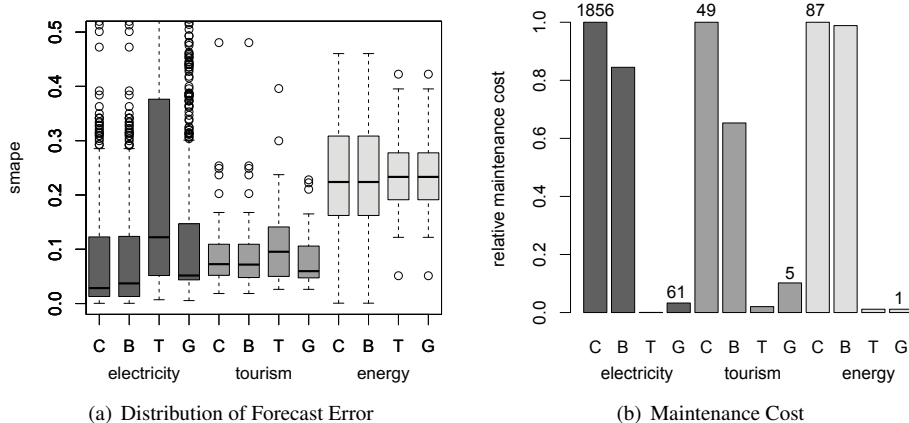 smape
0.5
0.4
0.3
0.2
0.1
0.0
C B T G C B T G C B T G
electricity tourism energy
(a) Distribution of Forecast Error
relative maintenance cost
1.0
0.8
0.6
0.4
0.2
0.0
1856 49 87
61 5 1
C B T G C B T G C B T G
electricity tourism energy
(b) Maintenance Cost